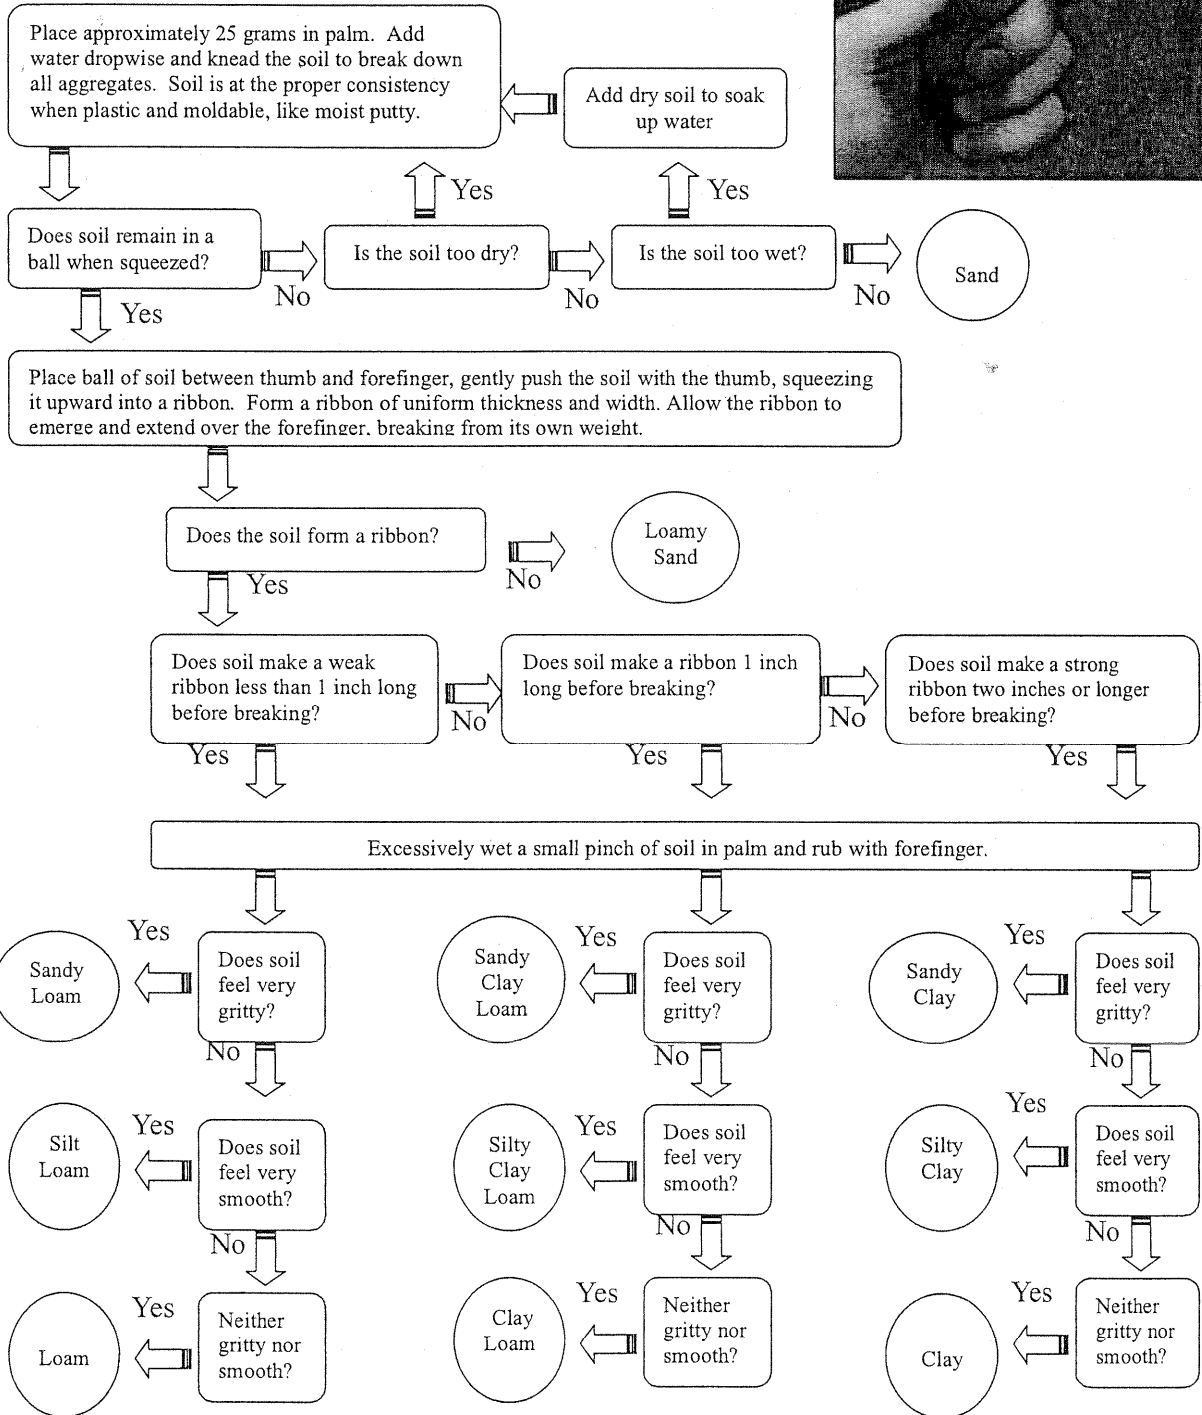 Place approximately 25 grams in palm. Add
water dropwise and knead the soil to break down
all aggregates. Soil is at the proper consistency
when plastic and moldable, like moist putty.
Add dry soil to soak
up water
Yes
Yes
Does soil remain in a
ball when squeezed?
No
Is the soil too dry?
No
Is the soil too wet?
No
Sand
Yes
Place ball of soil between thumb and forefinger, gently push the soil with the thumb, squeezing
it upward into a ribbon. Form a ribbon of uniform thickness and width. Allow the ribbon to
emerge and extend over the forefinger, breaking from its own weight.
Does the soil form a ribbon?
No
Loamy
Sand
Yes
Does soil make a weak
ribbon less than 1 inch long
before breaking?
No
Does soil make a ribbon 1 inch
long before breaking?
No
Does soil make a strong
ribbon two inches or longer
before breaking?
Yes
Yes
Yes
Excessively wet a small pinch of soil in palm and rub with forefinger.
Sandy
Loam
Yes
Does soil
feel very
gritty?
Sandy
Clay
Loam
Yes
Does soil
feel very
gritty?
Sandy
Clay
Yes
Does soil
feel very
gritty?
No
No
No
Silt
Loam
Yes
Does soil
feel very
smooth?
Silty
Clay
Loam
Yes
Does soil
feel very
smooth?
Silty
Clay
Yes
Does soil
feel very
smooth?
No
No
No
Loam
Yes
Neither
gritty nor
smooth?
Clay
Loam
Yes
Neither
gritty nor
smooth?
Clay
Yes
Neither
gritty nor
smooth?